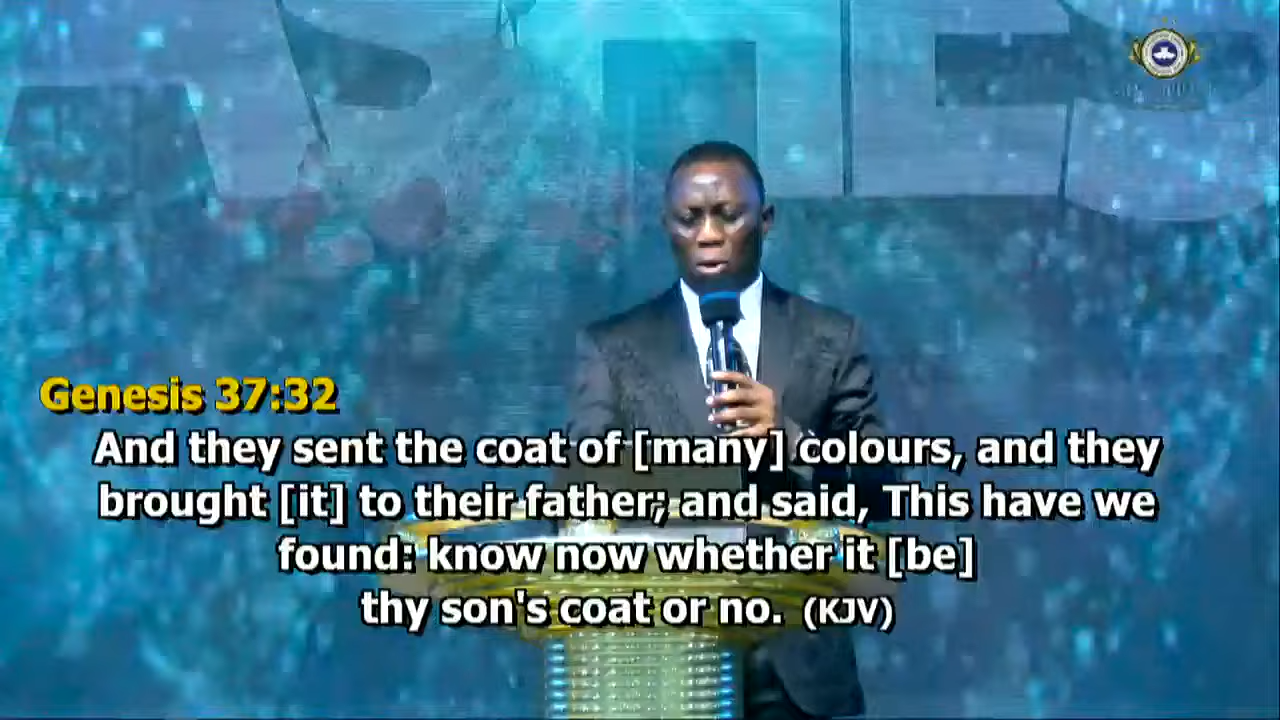 Genesis 37:32
And they sent the coat of [many] colours, and they
brought [it] to their father; and said, This have we
found: know now whether it [be]
thy son's coat or no. (KJV)